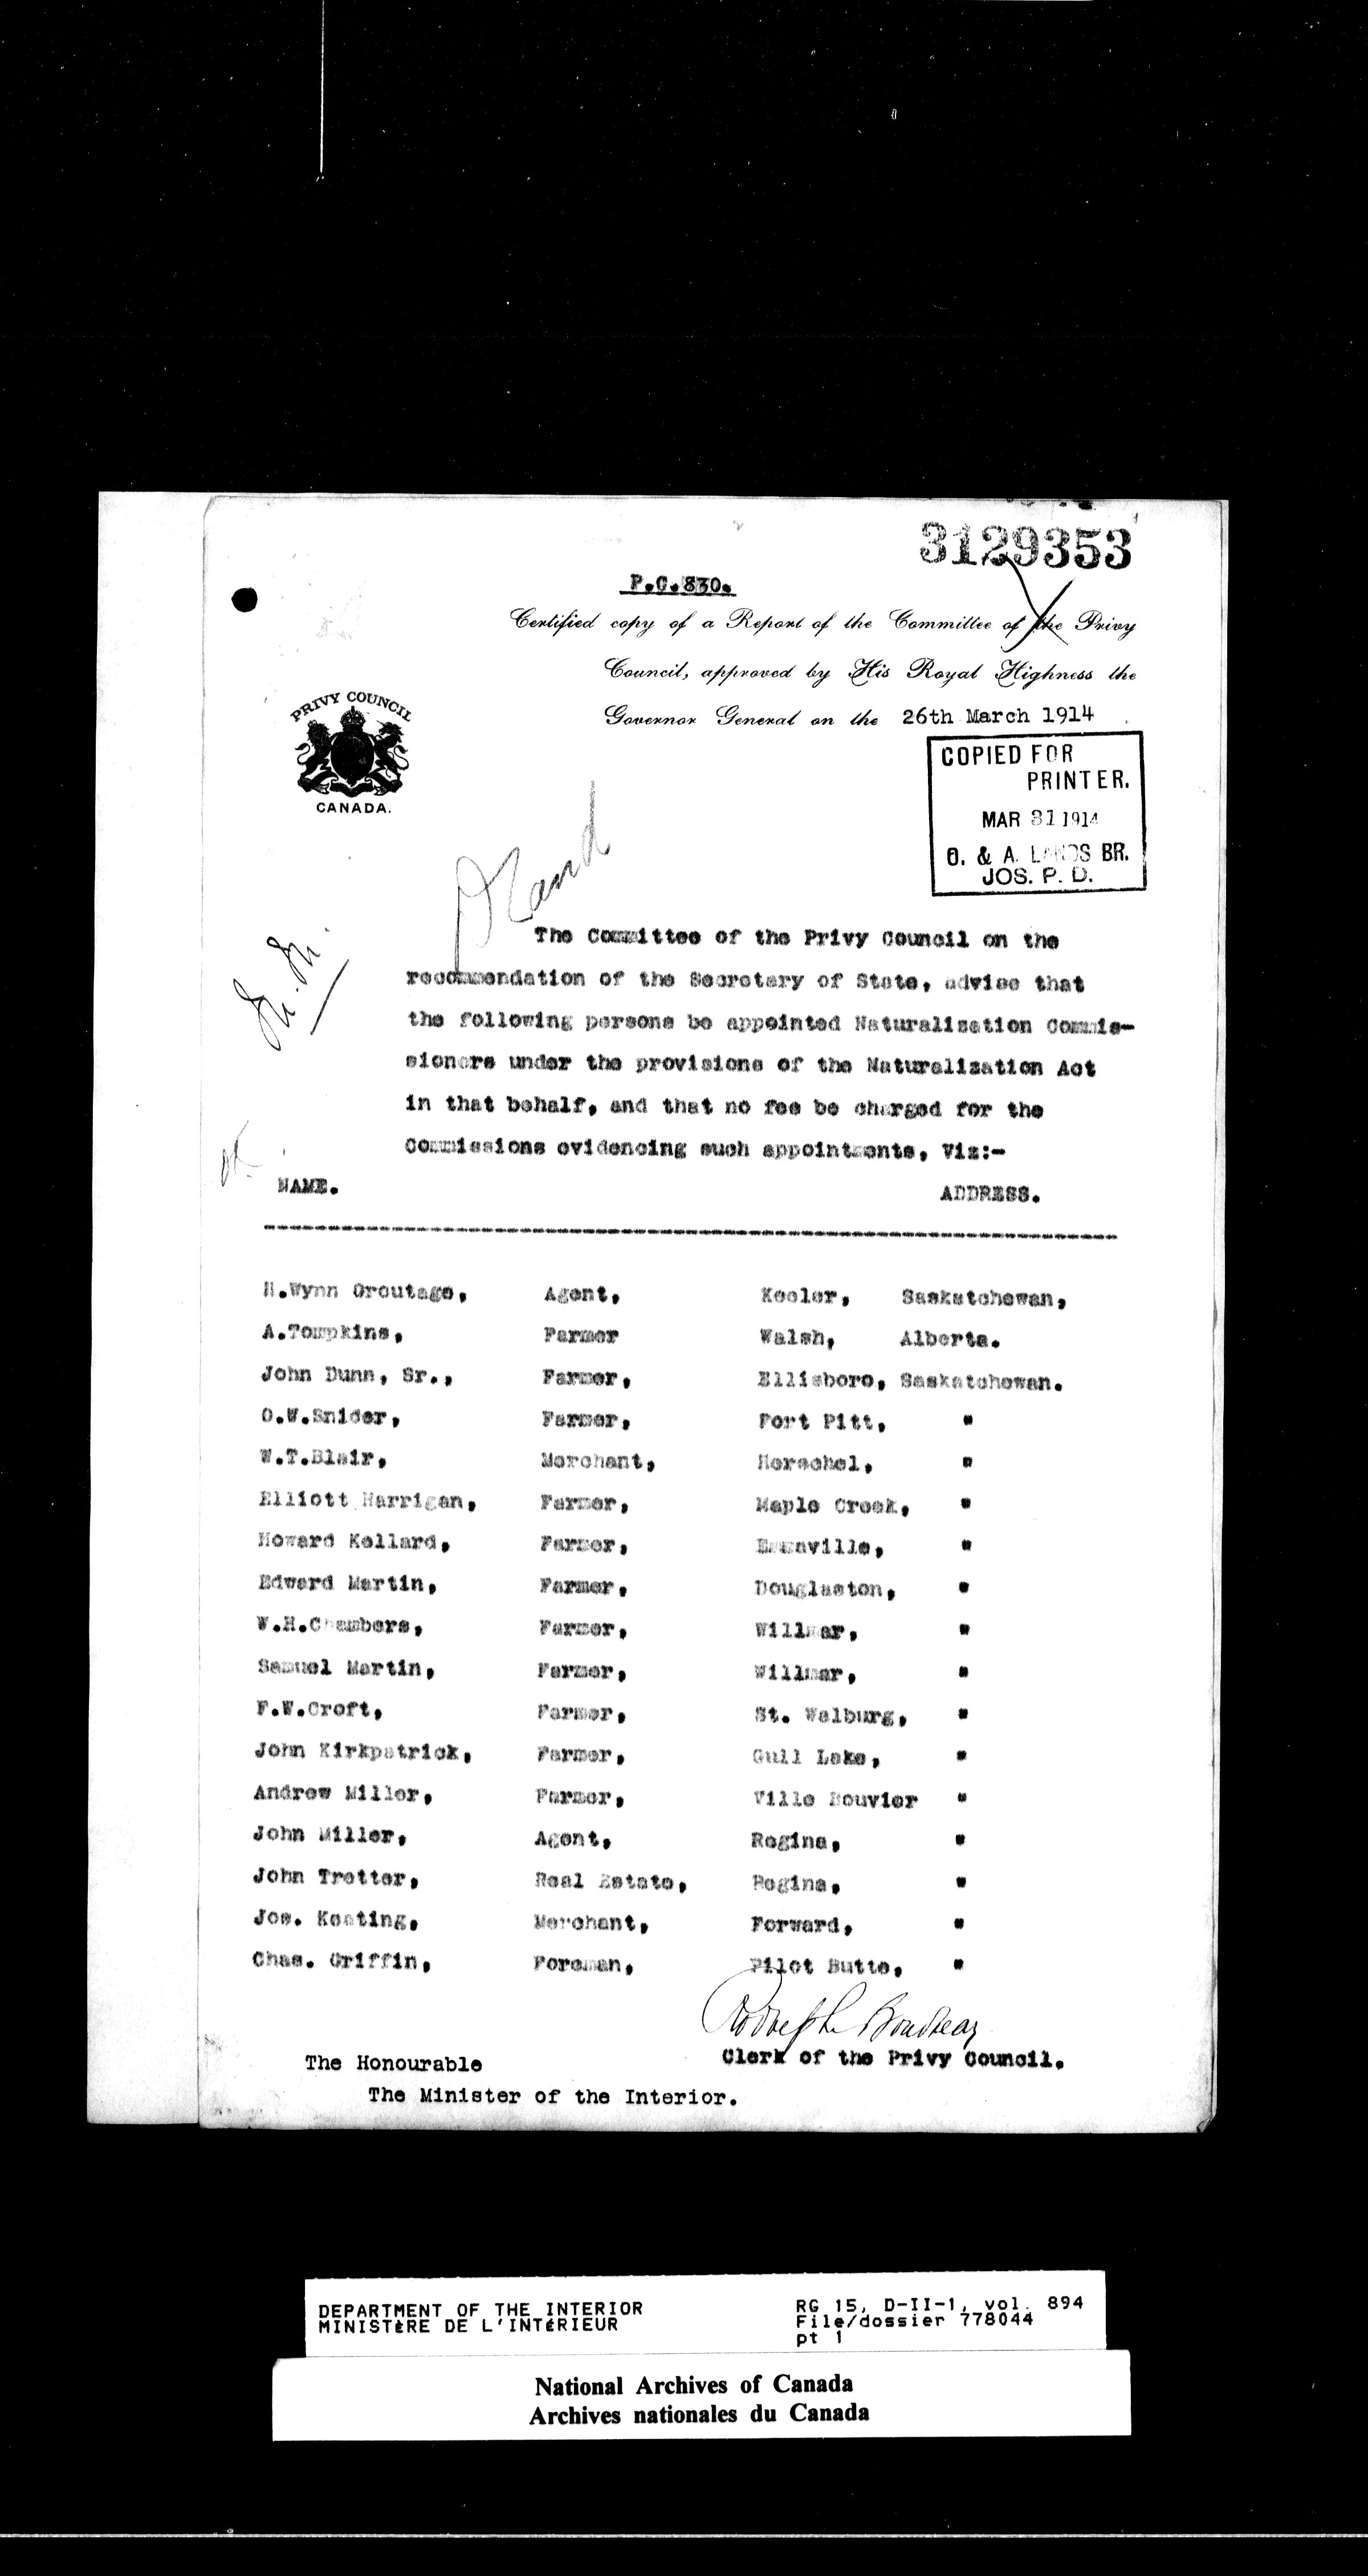 3129353
P.C.830.
Certified copy of a Report of the Committee of the Privy
Council, approved by His Royal Highness the
Governor General on the 26th March 1914
PRIVY COUNCIL
CANADA.
COPIED FOR
PRINTER.
MAR 31 1914
O. & A. LANDS BR.
JOS. P. D.
The Committee of the Privy Council on the
recommendation of the Secretary of State, advise that
the following persons be appointed Naturalization Commis-
sioners under the provisions of the Naturalization Act
in that behalf, and that no fee be charged for the
Commissions evidencing such appointments, Viz:-
NAME. ADDRESS.
H.Wynn Groutage, Agent, Keeler, Saskatchewan,
A.Tompkins, Farmer Walsh, Alberta.
John Dunn, Sr., Farmer, Ellisboro, Saskatchewan.
O.W.Snider, Farmer, Fort Pitt, "
W.T.Blair, Merchant, Herschel, "
Elliott Harrigan, Farmer, Maple Creek, "
Howard Kellard, Farmer, Emmaville, "
Edward Martin, Farmer, Douglaston, "
W.H.Chambers, Farmer, Willmar, "
Samuel Martin, Farmer, Willmar, "
F.W.Croft, Farmer, St. Walburg, "
John Kirkpatrick, Farmer, Gull Lake, "
Andrew Miller, Farmer, Ville Bouvier "
John Miller, Agent, Regina, "
John Tretter, Real Estate, Regina, "
Jos. Keating, Merchant, Forward, "
Chas. Griffin, Foreman, Pilot Butte, "
Rodolphe Boudreau
Clerk of the Privy Council.
The Honourable
The Minister of the Interior.
DEPARTMENT OF THE INTERIOR
MINISTÈRE DE L'INTÉRIEUR
RG 15, D-II-1, vol. 894
File/dossier 778044
pt 1
National Archives of Canada
Archives nationales du Canada